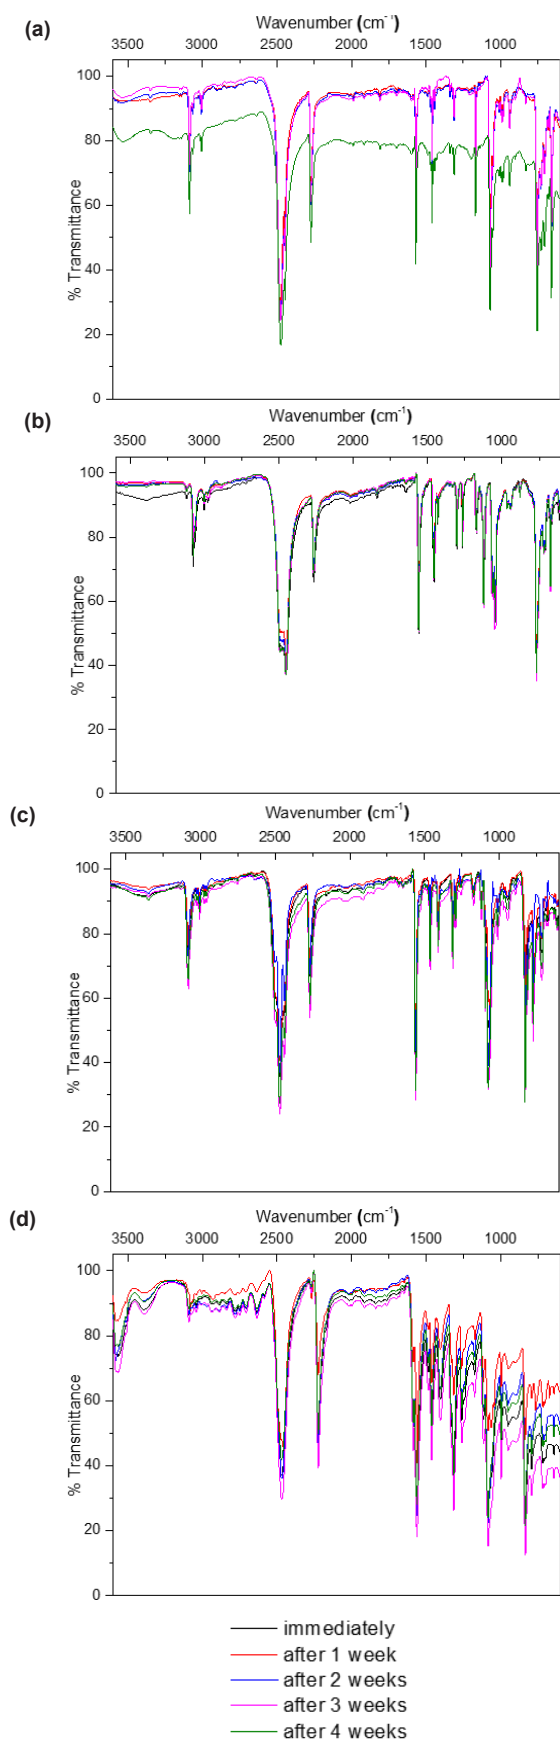 (a)
Wavenumber (cm⁻¹)
3500 3000 2500 2000 1500 1000
100
80
60
40
20
0
% Transmittance
(b)
Wavenumber (cm⁻¹)
3500 3000 2500 2000 1500 1000
100
80
60
40
20
0
% Transmittance
(c)
Wavenumber (cm⁻¹)
3500 3000 2500 2000 1500 1000
100
80
60
40
20
0
% Transmittance
(d)
Wavenumber (cm⁻¹)
3500 3000 2500 2000 1500 1000
100
80
60
40
20
0
% Transmittance
immediately
after 1 week
after 2 weeks
after 3 weeks
after 4 weeks